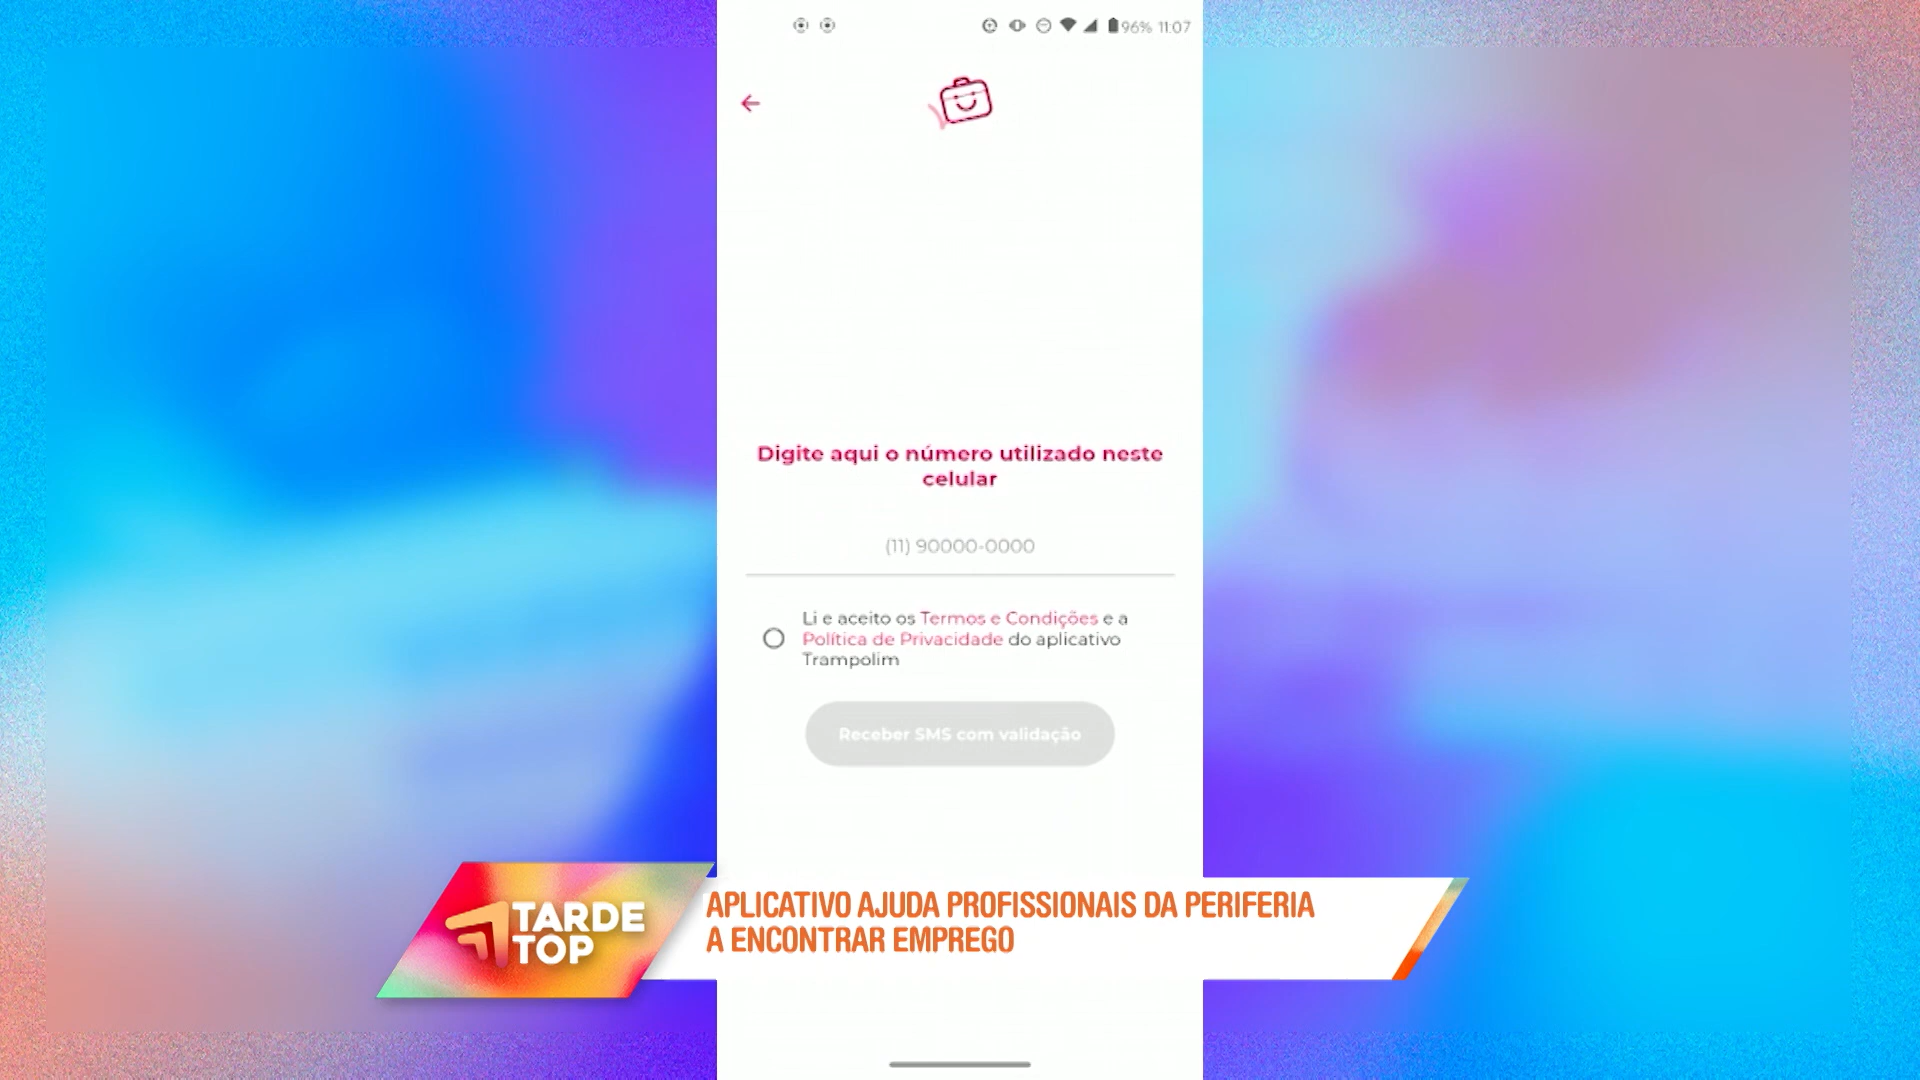 96% 11:07
Digite aqui o número utilizado neste
celular
(11) 90000-0000
Li e aceito os Termos e Condições e a
Política de Privacidade do aplicativo
Trampolim
Receber SMS com validação
TARDE
TOP
APLICATIVO AJUDA PROFISSIONAIS DA PERIFERIA
A ENCONTRAR EMPREGO